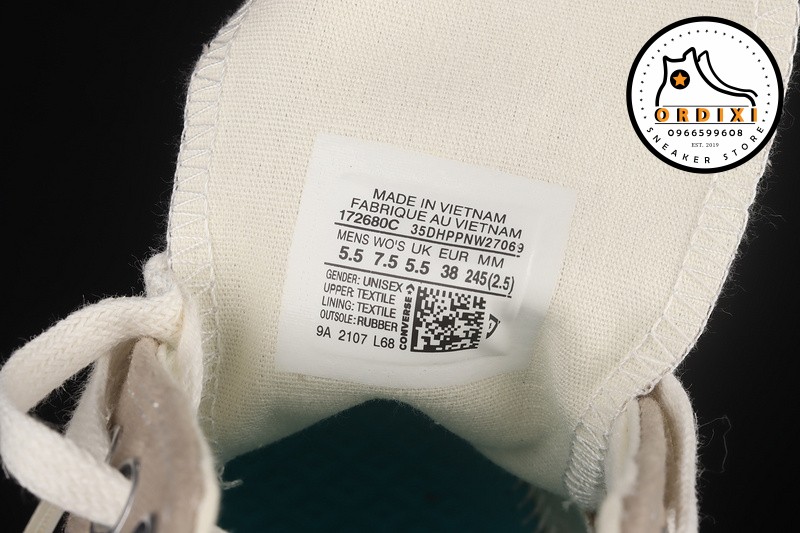 ORDIXI
0966599608
EST, 2019
SNEAKER STORE
MADE IN VIETNAM
FABRIQUE AU VIETNAM
172680C 35DHPPNW27069
MENS WO'S UK EUR MM
5.5 7.5 5.5 38 245(2.5)
GENDER: UNISEX
UPPER: TEXTILE
LINING: TEXTILE
OUTSOLE: RUBBER
9A 2107 L68
CONVERSE